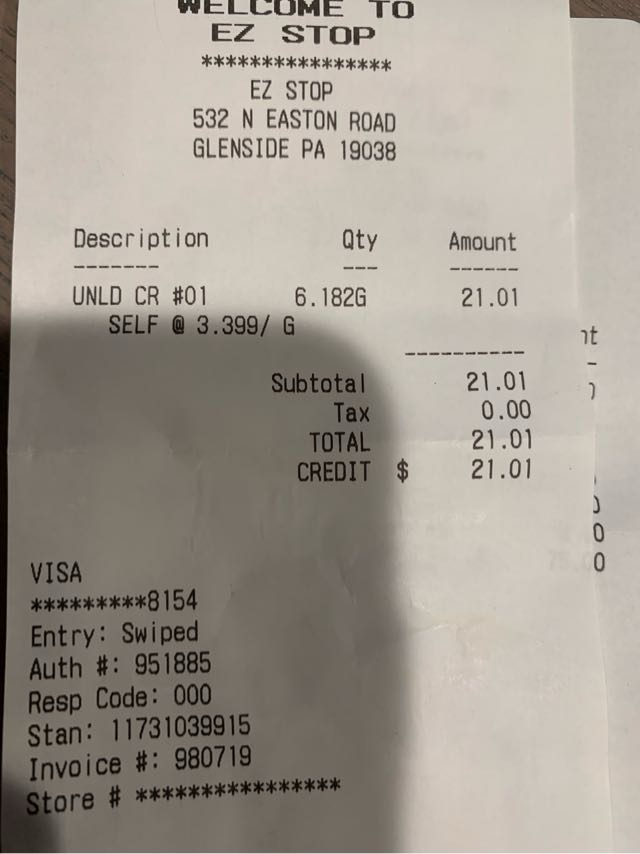 WELCOME TO
EZ STOP
****************
EZ STOP
532 N EASTON ROAD
GLENSIDE PA 19038
Description Qty Amount
------- --- ------
UNLD CR #01 6.182G 21.01
SELF @ 3.399/ G
----------
Subtotal 21.01
Tax 0.00
TOTAL 21.01
CREDIT $ 21.01
VISA
*********8154
Entry: Swiped
Auth #: 951885
Resp Code: 000
Stan: 11731039915
Invoice #: 980719
Store # ****************